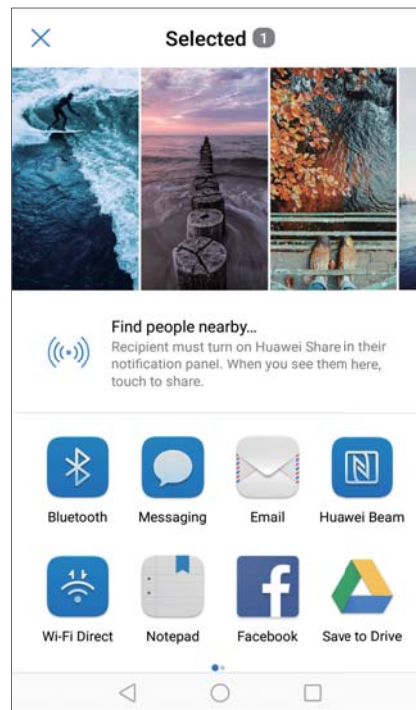 Selected 1
Find people nearby...
Recipient must turn on Huawei Share in their
notification panel. When you see them here,
touch to share.
Bluetooth Messaging Email Huawei Beam
Wi-Fi Direct Notepad Facebook Save to Drive